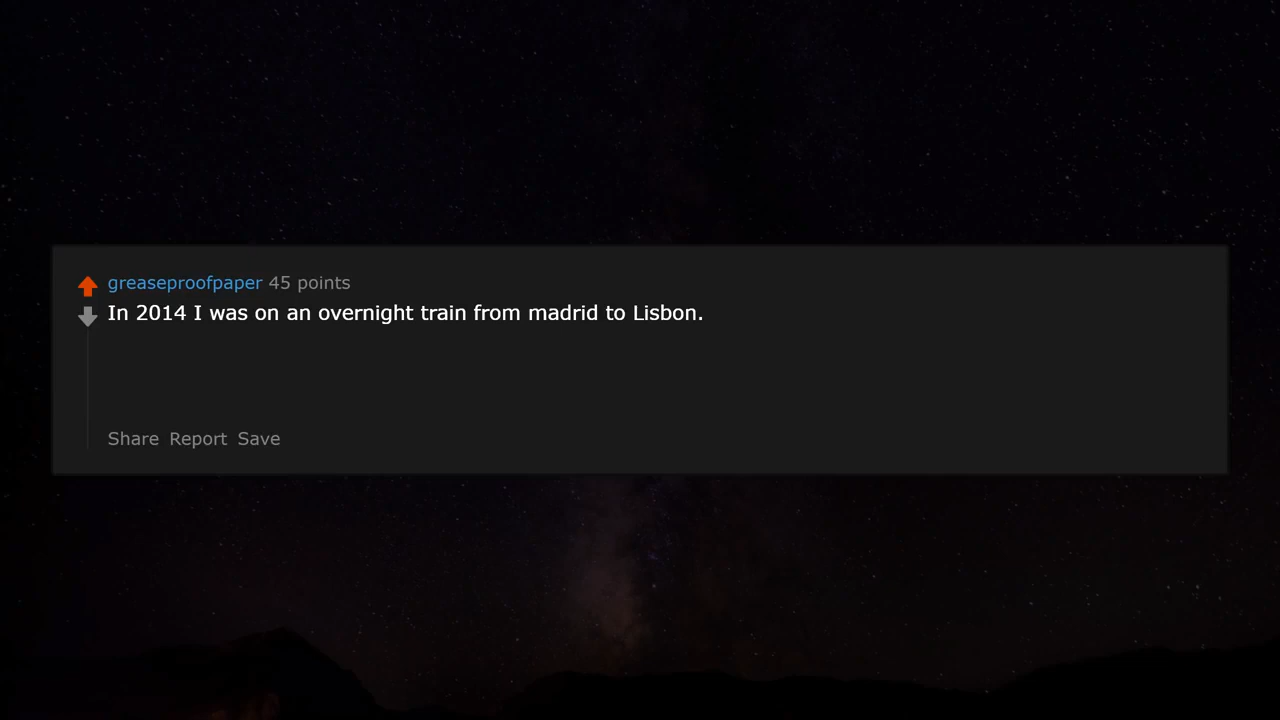 greaseproofpaper 45 points
In 2014 I was on an overnight train from madrid to Lisbon.
Share Report Save